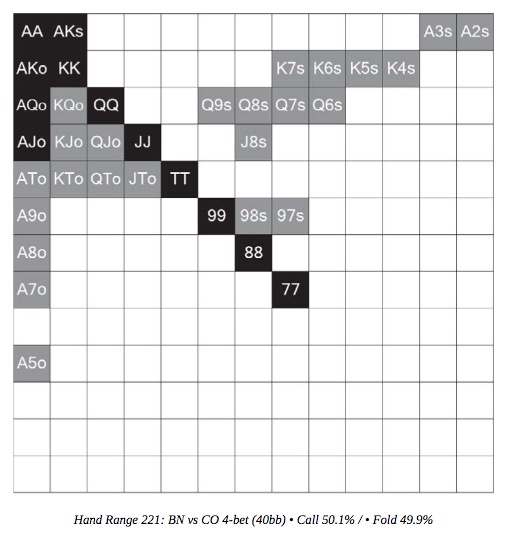 AA AKs A3s A2s
AKo KK K7s K6s K5s K4s
AQo KQo QQ Q9s Q8s Q7s Q6s
AJo KJo QJo JJ J8s
ATo KTo QTo JTo TT
A9o 99 98s 97s
A8o 88
A7o 77
A5o
Hand Range 221: BN vs CO 4-bet (40bb) • Call 50.1% / • Fold 49.9%